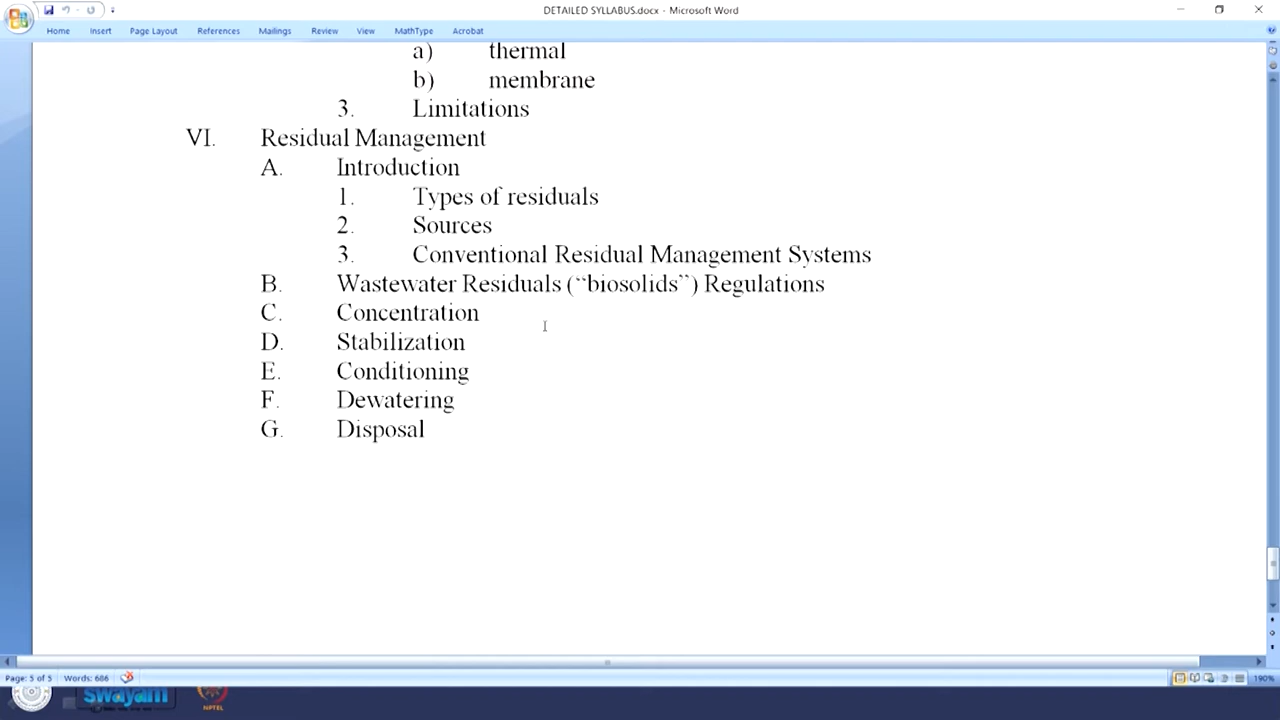 DETAILED SYLLABUS.docx - Microsoft Word
Home Insert Page Layout References Mailings Review View MathType Acrobat
a) thermal
b) membrane
3. Limitations
VI. Residual Management
A. Introduction
1. Types of residuals
2. Sources
3. Conventional Residual Management Systems
B. Wastewater Residuals (“biosolids”) Regulations
C. Concentration
D. Stabilization
E. Conditioning
F. Dewatering
G. Disposal
Page: 5 of 5 Words: 686 190%
swayam NPTEL